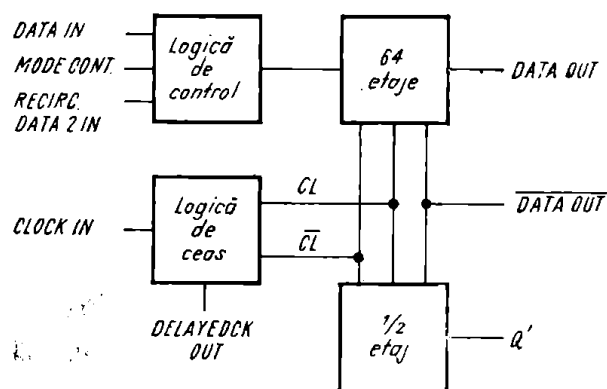 DATA IN
MODE CONT.
RECIRC.
DATA 2 IN
Logică
de
control
64
etaje
DATA OUT
CLOCK IN
Logică
de
ceas
CL
CL
DATA OUT
DELAYEDCK
OUT
1/2
etaj
Q'